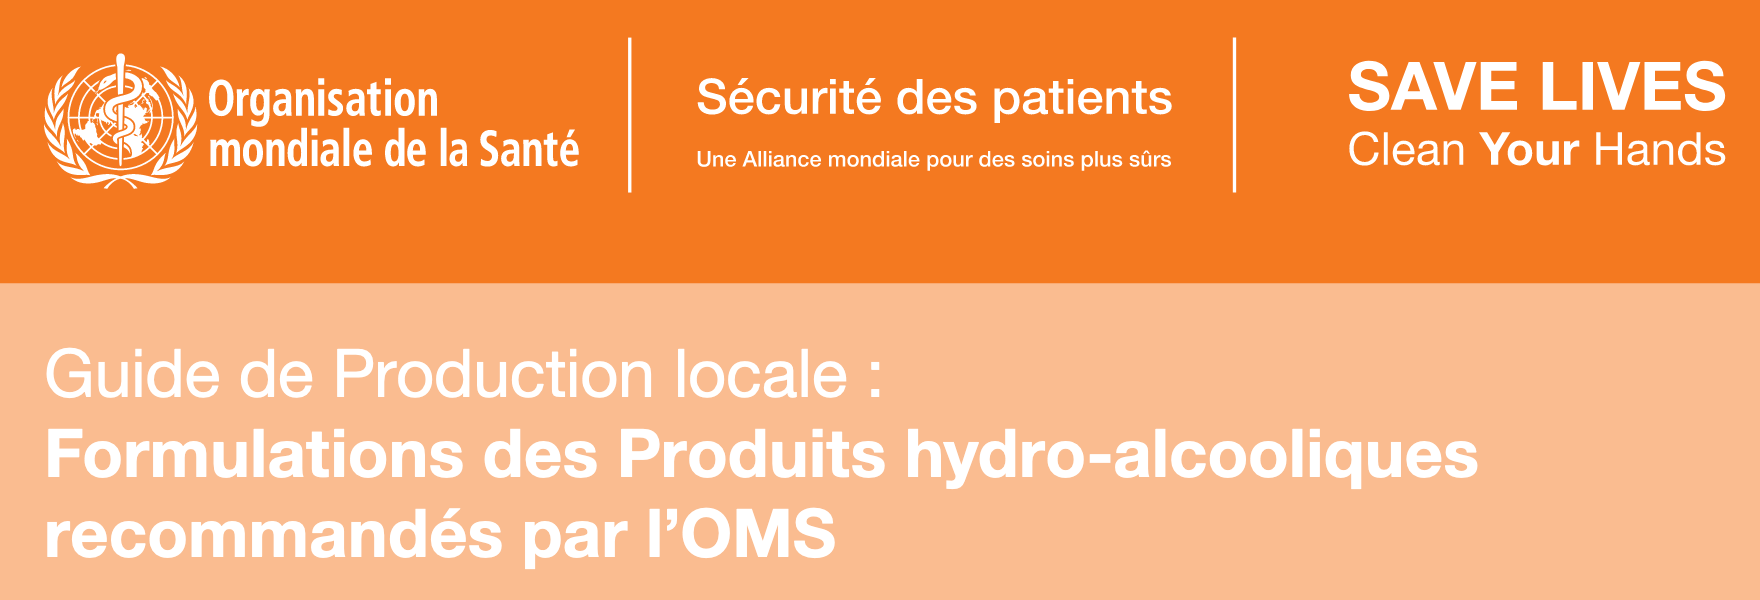 Organisation
mondiale de la Santé
Sécurité des patients
Une Alliance mondiale pour des soins plus sûrs
SAVE LIVES
Clean Your Hands
Guide de Production locale :
Formulations des Produits hydro-alcooliques
recommandés par l’OMS